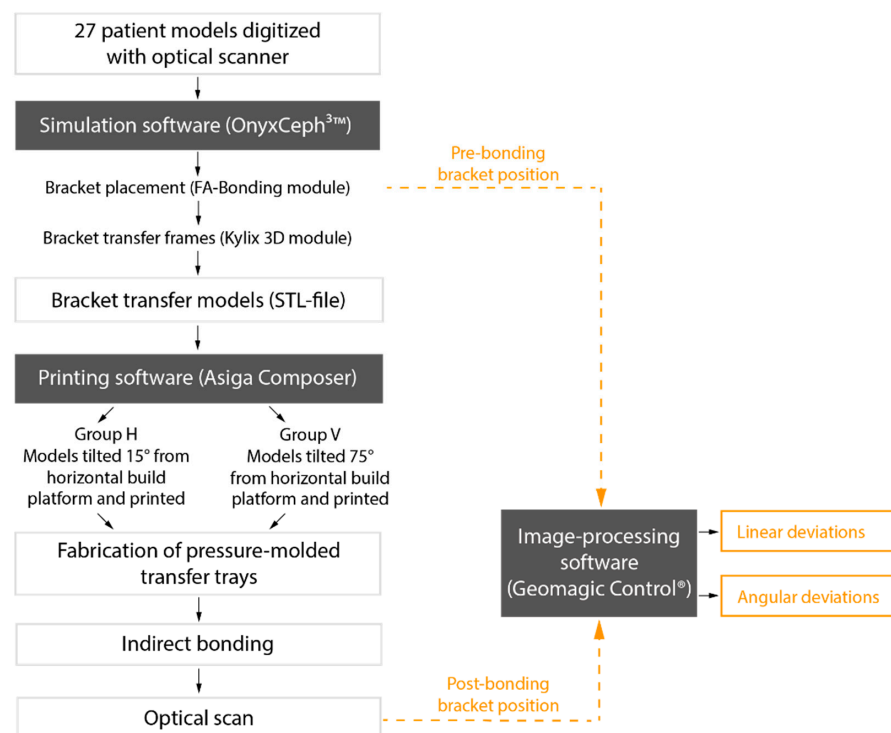 27 patient models digitized
with optical scanner
Simulation software (OnyxCeph³™)
Pre-bonding
bracket position
Bracket placement (FA-Bonding module)
Bracket transfer frames (Kylix 3D module)
Bracket transfer models (STL-file)
Printing software (Asiga Composer)
Group H
Models tilted 15° from
horizontal build
platform and printed
Group V
Models tilted 75°
from horizontal build
platform and printed
Fabrication of pressure-molded
transfer trays
Image-processing
software
(Geomagic Control®)
Linear deviations
Angular deviations
Indirect bonding
Post-bonding
bracket position
Optical scan